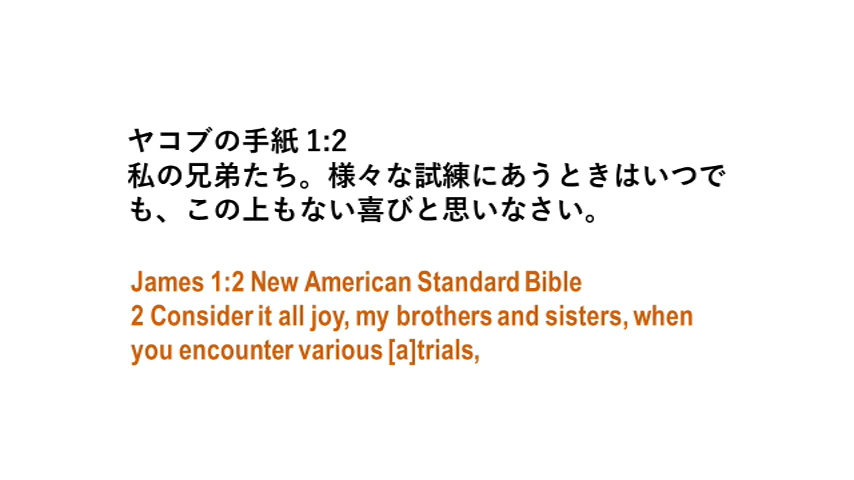 ヤコブの手紙 1:2
私の兄弟たち。様々な試練にあうときはいつで
も、この上もない喜びと思いなさい。
James 1:2 New American Standard Bible
2 Consider it all joy, my brothers and sisters, when
you encounter various [a]trials,